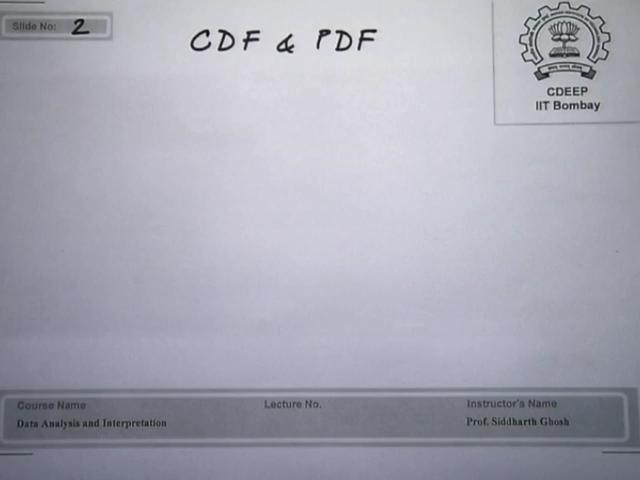 Slide No: 2
CDF & PDF
CDEEP
IIT Bombay
Course Name
Lecture No.
Instructor's Name
Data Analysis and Interpretation
Prof. Siddharth Ghosh